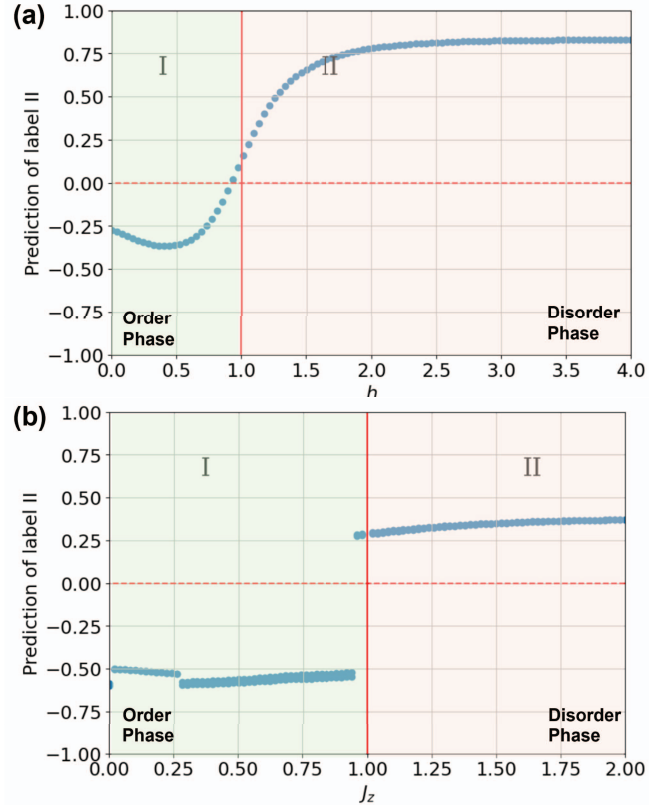 (a)
1.00
0.75
0.50
0.25
0.00
−0.25
−0.50
−0.75
−1.00
Prediction of label II
I
II
Order
Phase
Disorder
Phase
0.0 0.5 1.0 1.5 2.0 2.5 3.0 3.5 4.0
h
(b)
1.00
0.75
0.50
0.25
0.00
−0.25
−0.50
−0.75
−1.00
Prediction of label II
I
II
Order
Phase
Disorder
Phase
0.00 0.25 0.50 0.75 1.00 1.25 1.50 1.75 2.00
J_z